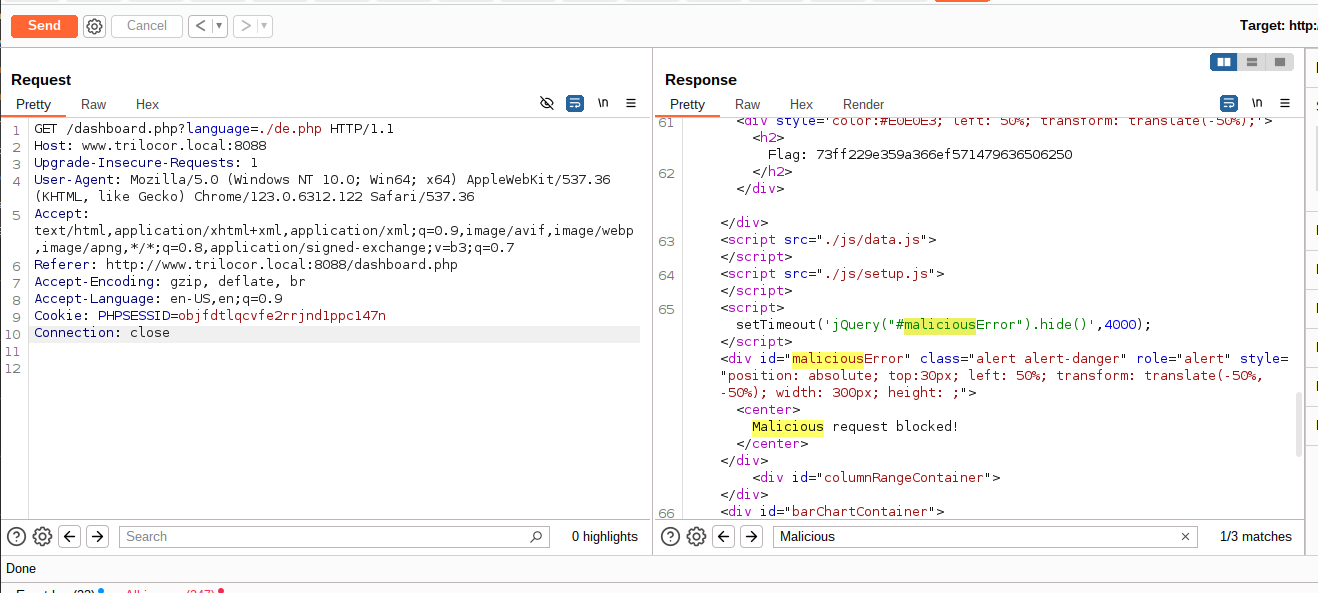 Send
Cancel
Target: http:/
Request
Pretty Raw Hex
\n
1 GET /dashboard.php?language=./de.php HTTP/1.1
2 Host: www.trilocor.local:8088
3 Upgrade-Insecure-Requests: 1
4 User-Agent: Mozilla/5.0 (Windows NT 10.0; Win64; x64) AppleWebKit/537.36
(KHTML, like Gecko) Chrome/123.0.6312.122 Safari/537.36
5 Accept:
text/html,application/xhtml+xml,application/xml;q=0.9,image/avif,image/webp
,image/apng,*/*;q=0.8,application/signed-exchange;v=b3;q=0.7
6 Referer: http://www.trilocor.local:8088/dashboard.php
7 Accept-Encoding: gzip, deflate, br
8 Accept-Language: en-US,en;q=0.9
9 Cookie: PHPSESSID=objfdtlqcvfe2rrjnd1ppc147n
10 Connection: close
11
12
Search
0 highlights
Response
Pretty Raw Hex Render
\n
61 <div style='color:#E0E0E3; left: 50%; transform: translate(-50%);'>
<h2>
Flag: 73ff229e359a366ef571479636506250
62 </h2>
</div>
</div>
63 <script src="./js/data.js">
</script>
64 <script src="./js/setup.js">
</script>
65 <script>
setTimeout('jQuery("#maliciousError").hide()',4000);
</script>
<div id="maliciousError" class="alert alert-danger" role="alert" style=
"position: absolute; top:30px; left: 50%; transform: translate(-50%,
-50%); width: 300px; height: ;">
<center>
Malicious request blocked!
</center>
</div>
<div id="columnRangeContainer">
</div>
66 <div id="barChartContainer">
Malicious
1/3 matches
Done